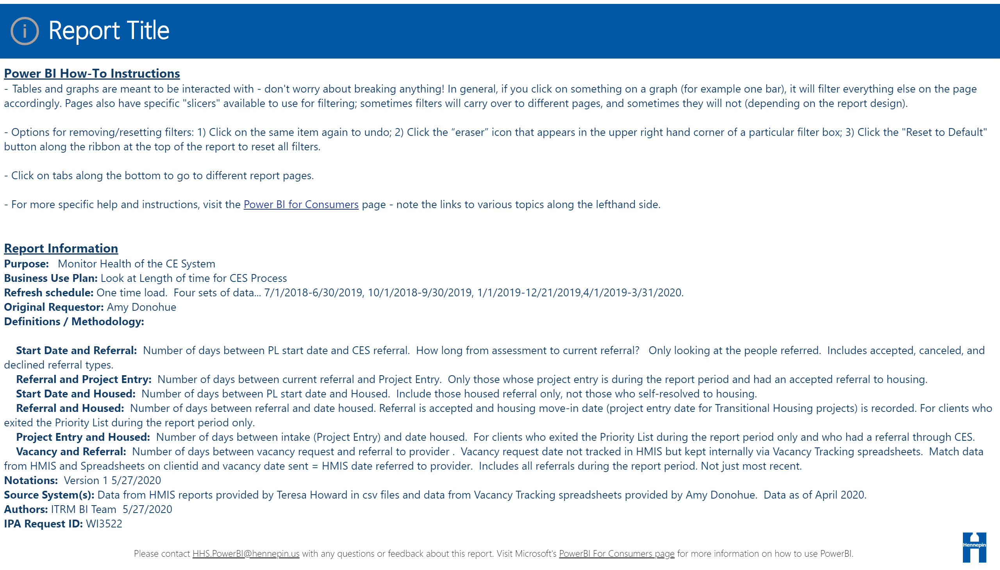 Report Title
Power BI How-To Instructions
- Tables and graphs are meant to be interacted with - don't worry about breaking anything! In general, if you click on something on a graph (for example one bar), it will filter everything else on the page
accordingly. Pages also have specific "slicers" available to use for filtering; sometimes filters will carry over to different pages, and sometimes they will not (depending on the report design).
- Options for removing/resetting filters: 1) Click on the same item again to undo; 2) Click the “eraser” icon that appears in the upper right hand corner of a particular filter box; 3) Click the "Reset to Default"
button along the ribbon at the top of the report to reset all filters.
- Click on tabs along the bottom to go to different report pages.
- For more specific help and instructions, visit the Power BI for Consumers page - note the links to various topics along the lefthand side.
Report Information
Purpose:   Monitor Health of the CE System
Business Use Plan: Look at Length of time for CES Process
Refresh schedule: One time load.  Four sets of data... 7/1/2018-6/30/2019, 10/1/2018-9/30/2019, 1/1/2019-12/21/2019,4/1/2019-3/31/2020.
Original Requestor: Amy Donohue
Definitions / Methodology:
Start Date and Referral:  Number of days between PL start date and CES referral.  How long from assessment to current referral?   Only looking at the people referred.  Includes accepted, canceled, and
declined referral types.
Referral and Project Entry:  Number of days between current referral and Project Entry.  Only those whose project entry is during the report period and had an accepted referral to housing.
Start Date and Housed:  Number of days between PL start date and Housed.  Include those housed referral only, not those who self-resolved to housing.
Referral and Housed:  Number of days between referral and date housed. Referral is accepted and housing move-in date (project entry date for Transitional Housing projects) is recorded. For clients who
exited the Priority List during the report period only.
Project Entry and Housed:  Number of days between intake (Project Entry) and date housed.  For clients who exited the Priority List during the report period only and who had a referral through CES.
Vacancy and Referral:  Number of days between vacancy request and referral to provider .  Vacancy request date not tracked in HMIS but kept internally via Vacancy Tracking spreadsheets.  Match data
from HMIS and Spreadsheets on clientid and vacancy date sent = HMIS date referred to provider.  Includes all referrals during the report period. Not just most recent.
Notations:  Version 1 5/27/2020
Source System(s): Data from HMIS reports provided by Teresa Howard in csv files and data from Vacancy Tracking spreadsheets provided by Amy Donohue.  Data as of April 2020.
Authors: ITRM BI Team  5/27/2020
IPA Request ID: WI3522
Hennepin
Please contact HHS.PowerBI@hennepin.us with any questions or feedback about this report. Visit Microsoft's PowerBI For Consumers page for more information on how to use PowerBI.